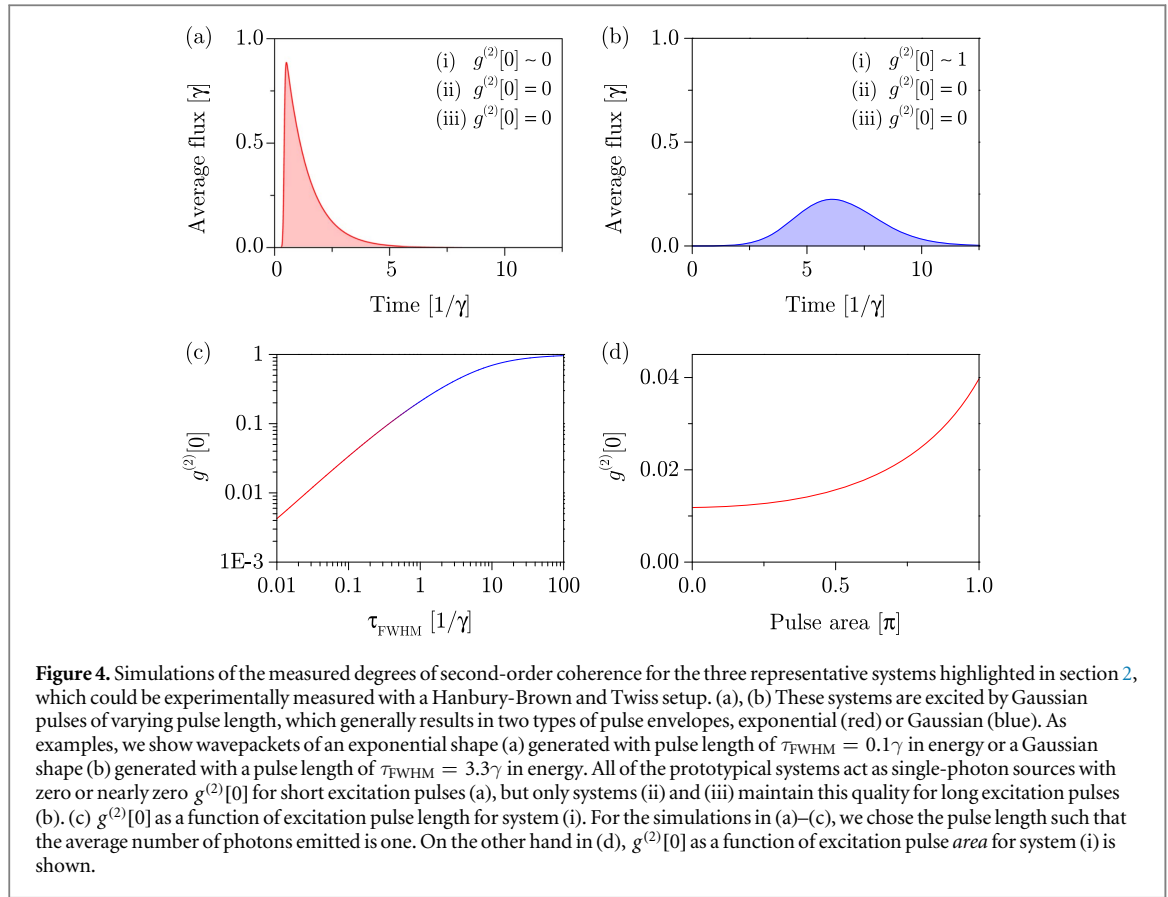 (a)
1.0
0.5
0.0
Average flux [γ]
(i) g⁽²⁾[0] ~ 0
(ii) g⁽²⁾[0] = 0
(iii) g⁽²⁾[0] = 0
0 5 10
Time [1/γ]
(b)
1.0
0.5
0.0
Average flux [γ]
(i) g⁽²⁾[0] ~ 1
(ii) g⁽²⁾[0] = 0
(iii) g⁽²⁾[0] = 0
0 5 10
Time [1/γ]
(c)
1
0.1
0.01
1E-3
g⁽²⁾[0]
0.01 0.1 1 10 100
τFWHM [1/γ]
(d)
0.04
0.02
0.00
g⁽²⁾[0]
0.0 0.5 1.0
Pulse area [π]
Figure 4. Simulations of the measured degrees of second-order coherence for the three representative systems highlighted in section 2,
which could be experimentally measured with a Hanbury-Brown and Twiss setup. (a), (b) These systems are excited by Gaussian
pulses of varying pulse length, which generally results in two types of pulse envelopes, exponential (red) or Gaussian (blue). As
examples, we show wavepackets of an exponential shape (a) generated with pulse length of τFWHM = 0.1γ in energy or a Gaussian
shape (b) generated with a pulse length of τFWHM = 3.3γ in energy. All of the prototypical systems act as single-photon sources with
zero or nearly zero g⁽²⁾[0] for short excitation pulses (a), but only systems (ii) and (iii) maintain this quality for long excitation pulses
(b). (c) g⁽²⁾[0] as a function of excitation pulse length for system (i). For the simulations in (a)–(c), we chose the pulse length such that
the average number of photons emitted is one. On the other hand in (d), g⁽²⁾[0] as a function of excitation pulse area for system (i) is
shown.